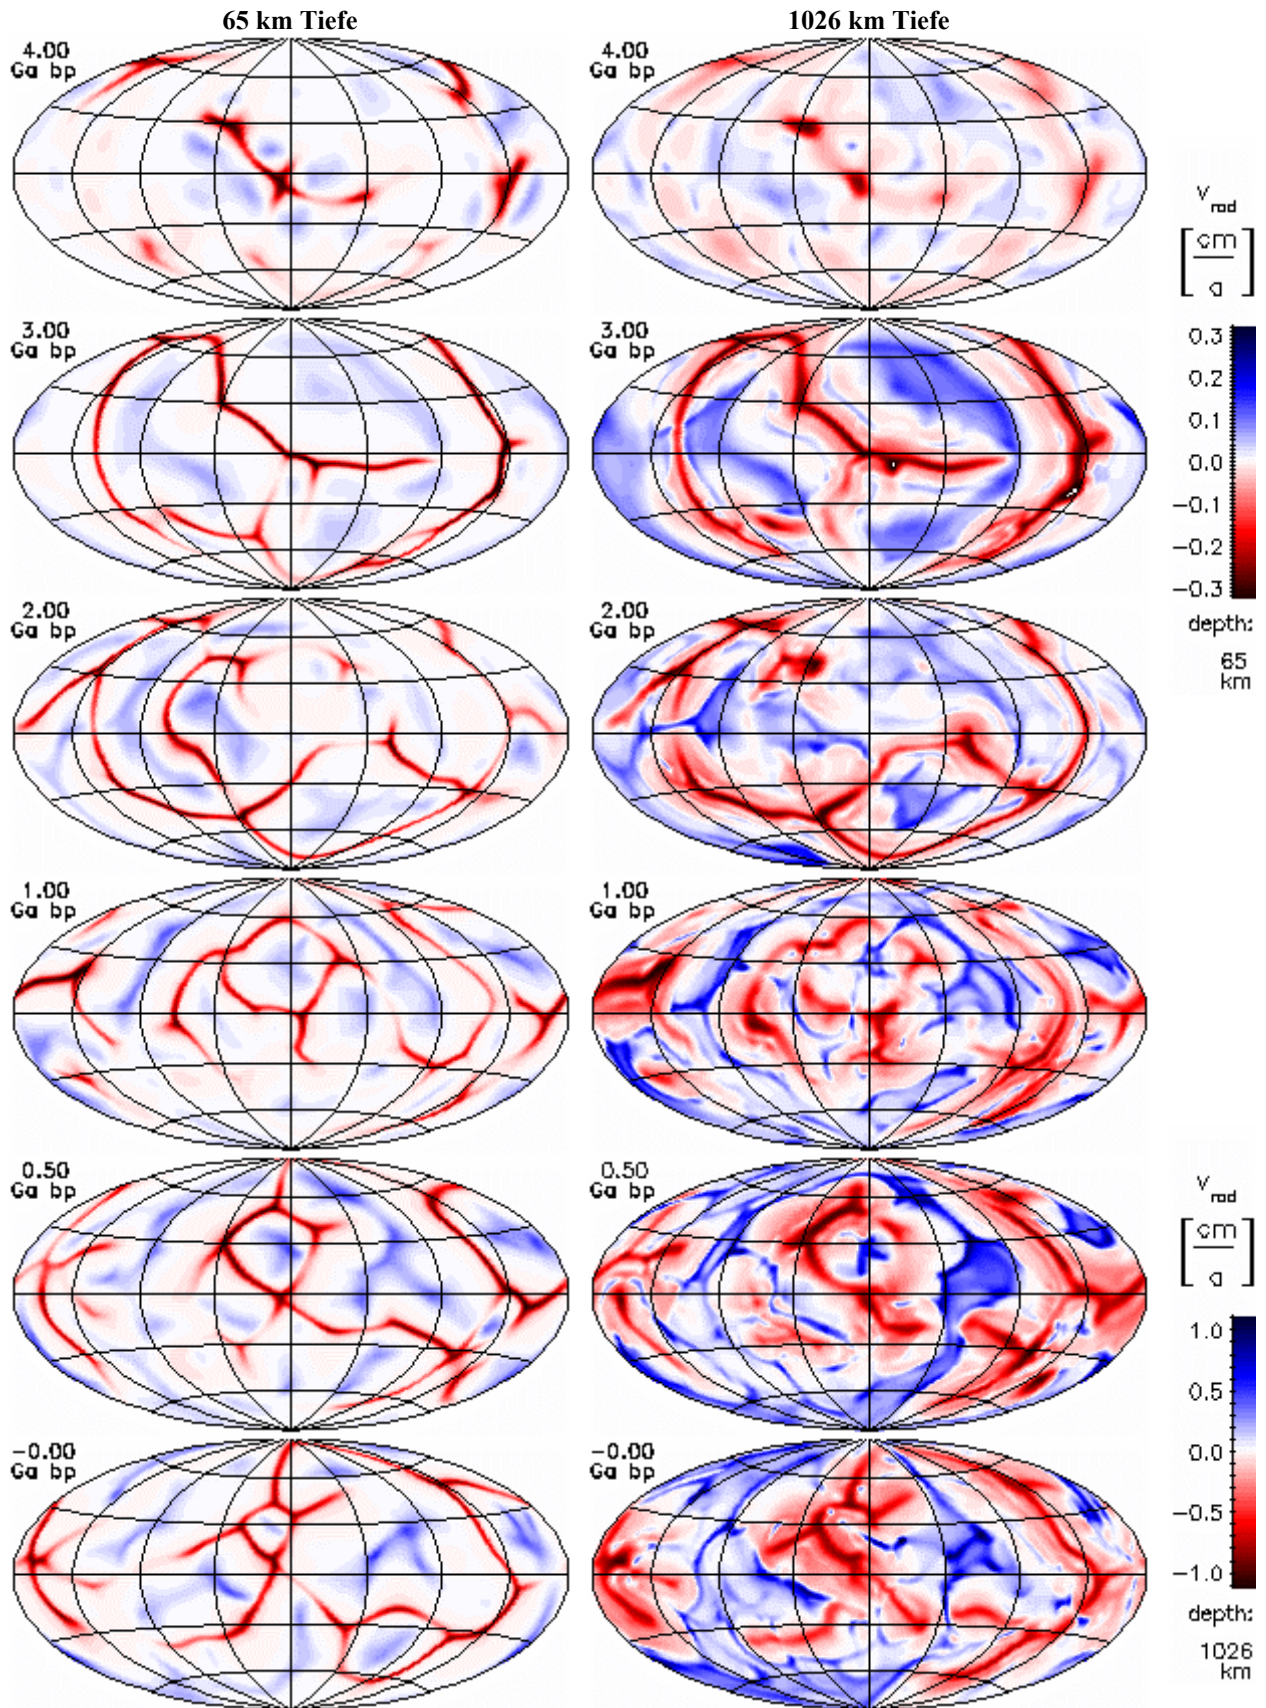 65 km Tiefe 1026 km Tiefe
4.00 4.00
Ga bp Ga bp
v rad
[ cm / a ]
3.00 3.00
Ga bp Ga bp
0.3
0.2
0.1
0.0
−0.1
−0.2
−0.3
2.00 2.00
Ga bp Ga bp
depth:
65
km
1.00 1.00
Ga bp Ga bp
0.50 0.50
Ga bp Ga bp
v rad
[ cm / a ]
1.0
0.5
0.0
−0.5
−1.0
−0.00 −0.00
Ga bp Ga bp
depth:
1026
km